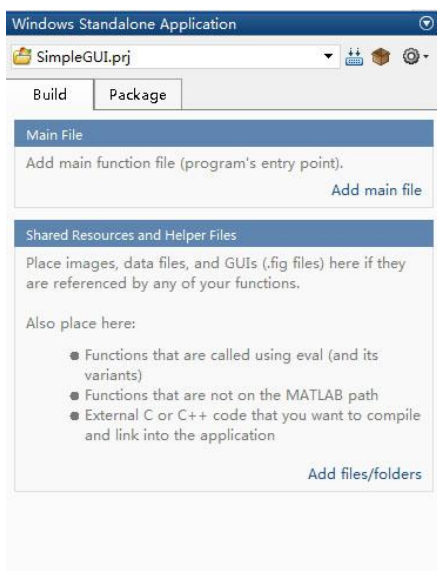 Windows Standalone Application
SimpleGUI.prj
Build Package
Main File
Add main function file (program's entry point).
Add main file
Shared Resources and Helper Files
Place images, data files, and GUIs (.fig files) here if they
are referenced by any of your functions.
Also place here:
Functions that are called using eval (and its
variants)
Functions that are not on the MATLAB path
External C or C++ code that you want to compile
and link into the application
Add files/folders